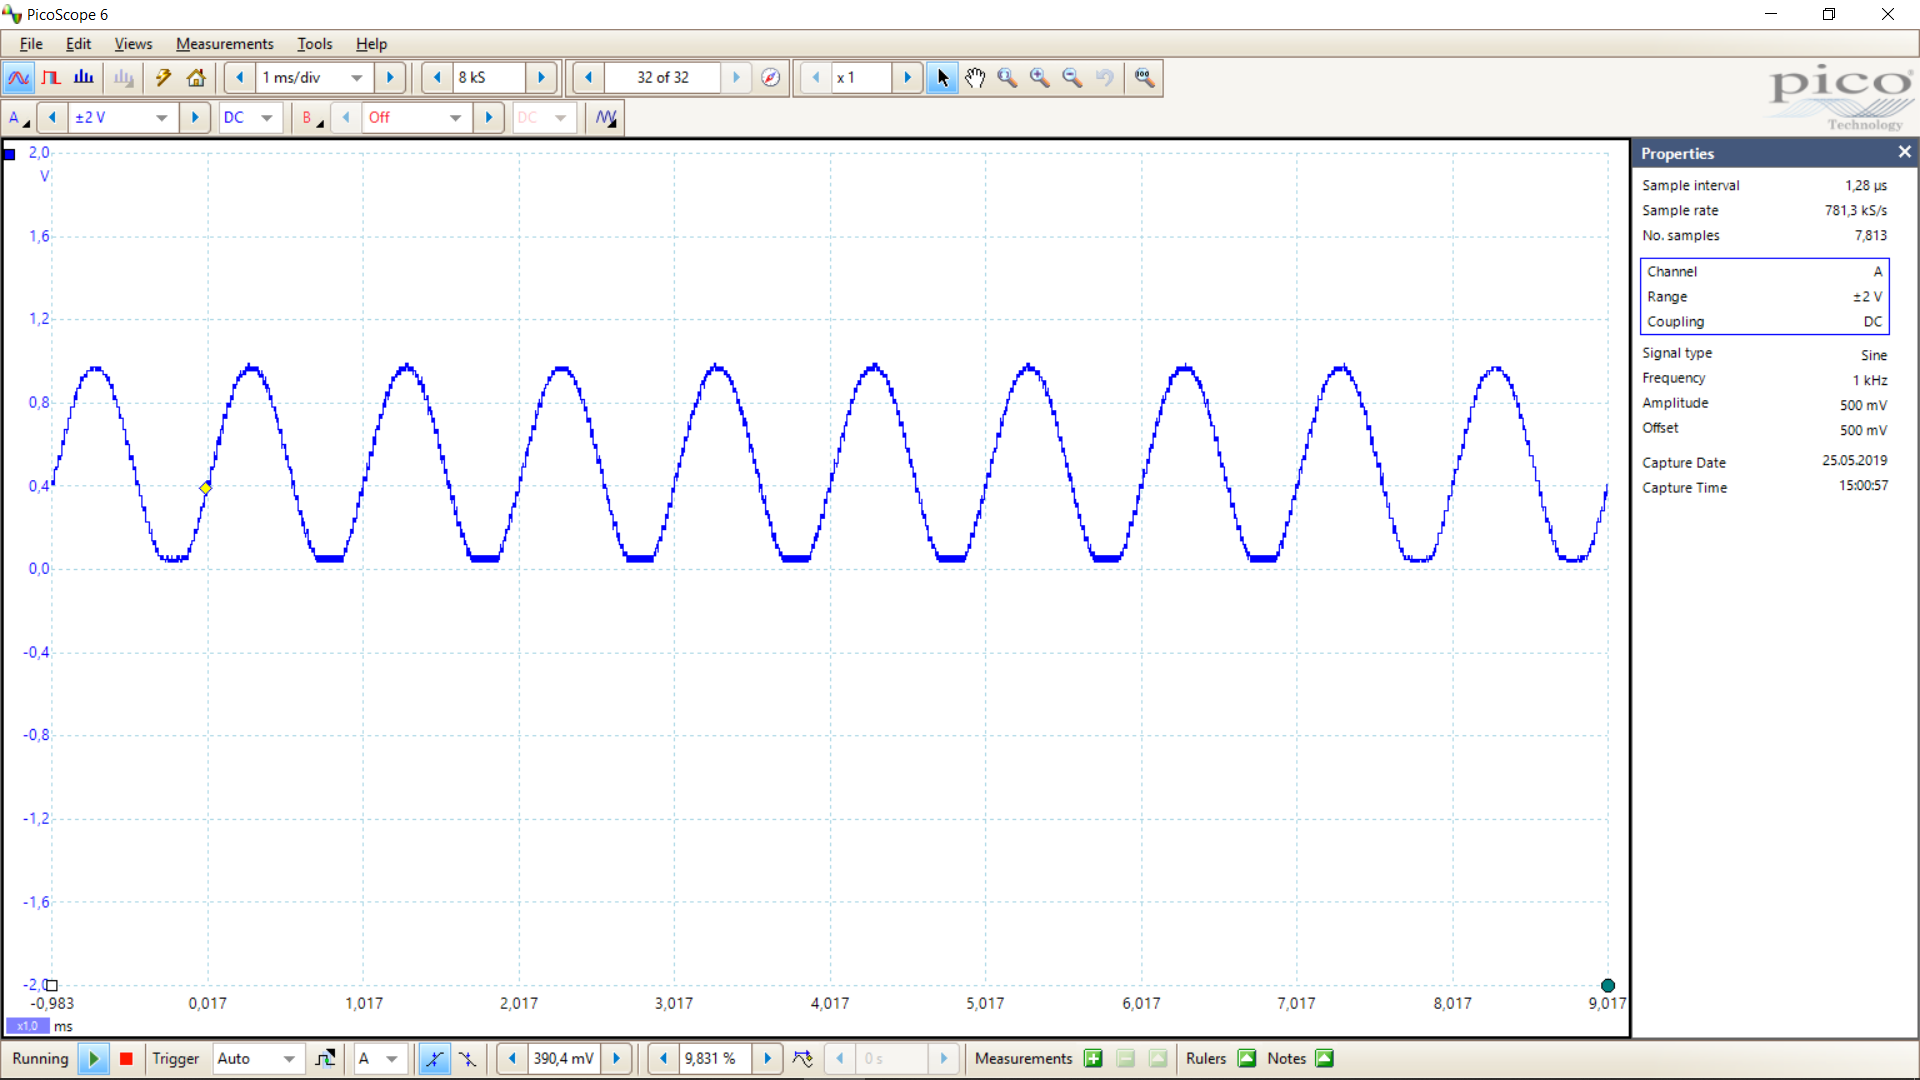 PicoScope 6
File Edit Views Measurements Tools Help
1 ms/div 8 kS 32 of 32 x 1
pico
Technology
A ±2 V DC B Off DC
Properties
Sample interval 1,28 µs
Sample rate 781,3 kS/s
No. samples 7,813
Channel A
Range ±2 V
Coupling DC
Signal type Sine
Frequency 1 kHz
Amplitude 500 mV
Offset 500 mV
Capture Date 25.05.2019
Capture Time 15:00:57
2,0
V
1,6
1,2
0,8
0,4
0,0
-0,4
-0,8
-1,2
-1,6
-2,0
-0,983 0,017 1,017 2,017 3,017 4,017 5,017 6,017 7,017 8,017 9,017
x1,0 ms
Running Trigger Auto A 390,4 mV 9,831 % 0 s Measurements Rulers Notes